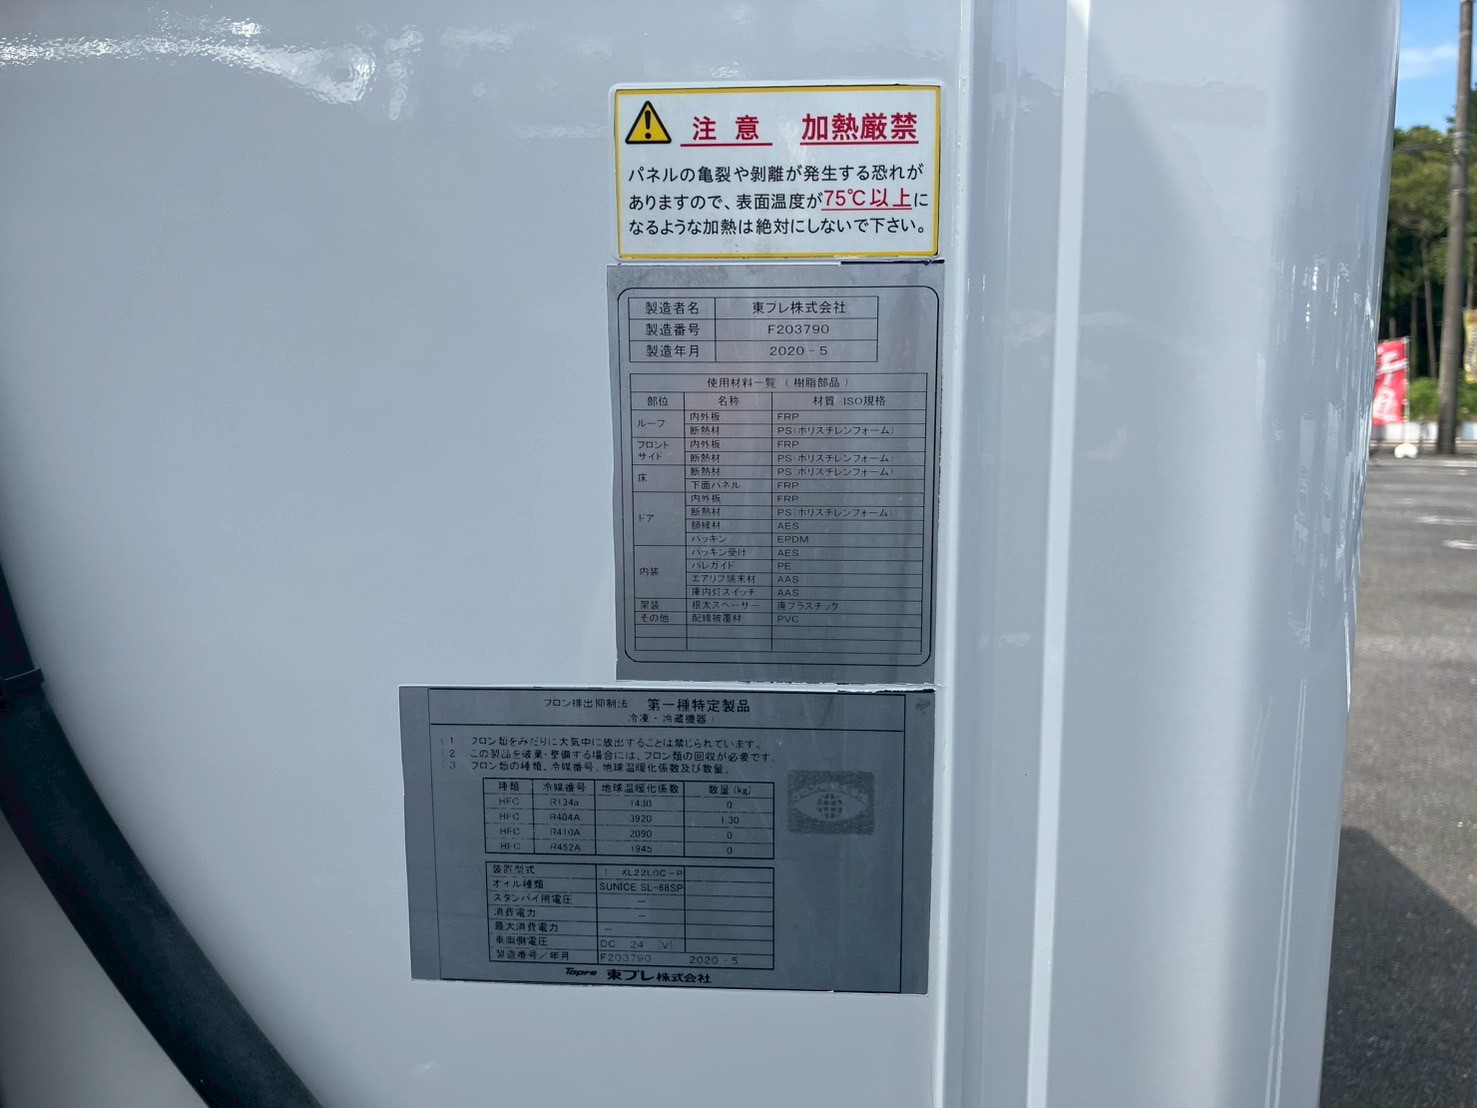 注意 加熱厳禁
パネルの亀裂や剝離が発生する恐れが
ありますので、表面温度が75℃以上に
なるような加熱は絶対にしないで下さい。
製造者名 東プレ株式会社
製造番号 F203790
製造年月 2020-5
使用材料一覧（樹脂部品）
部位 名称 材質 ISO規格
ルーフ 内外板 FRP
断熱材 PS(ポリスチレンフォーム)
フロント サイド 内外板 FRP
断熱材 PS(ポリスチレンフォーム)
床 断熱材 PS(ポリスチレンフォーム)
下面パネル FRP
ドア 内外板 FRP
断熱材 PS(ポリスチレンフォーム)
額縁材 AES
パッキン EPDM
内装 パッキン受け AES
バレガイド PE
エアリブ端末材 AAS
庫内灯スイッチ AAS
架装 根太スペーサー 廃プラスチック
その他 配線被覆材 PVC
フロン排出抑制法 第一種特定製品
冷凍・冷蔵機器）
1 フロン類をみだりに大気中に放出することは禁じられています。
2 この製品を破棄・整備する場合には、フロン類の回収が必要です。
3 フロン類の種類、冷媒番号、地球温暖化係数及び数量。
種類 冷媒番号 地球温暖化係数 数量(kg)
HFC R134a 1430 0
HFC R404A 3920 1.30
HFC R410A 2090 0
HFC R452A 1945 0
装置型式 XL22L0C-P
オイル種類 SUNICE SL-68SP
スタンバイ用電圧 —
消費電力 —
最大消費電力 —
車両側電圧 DC 24 [V]
製造番号/年月 F203790 2020-5
Topre 東プレ株式会社